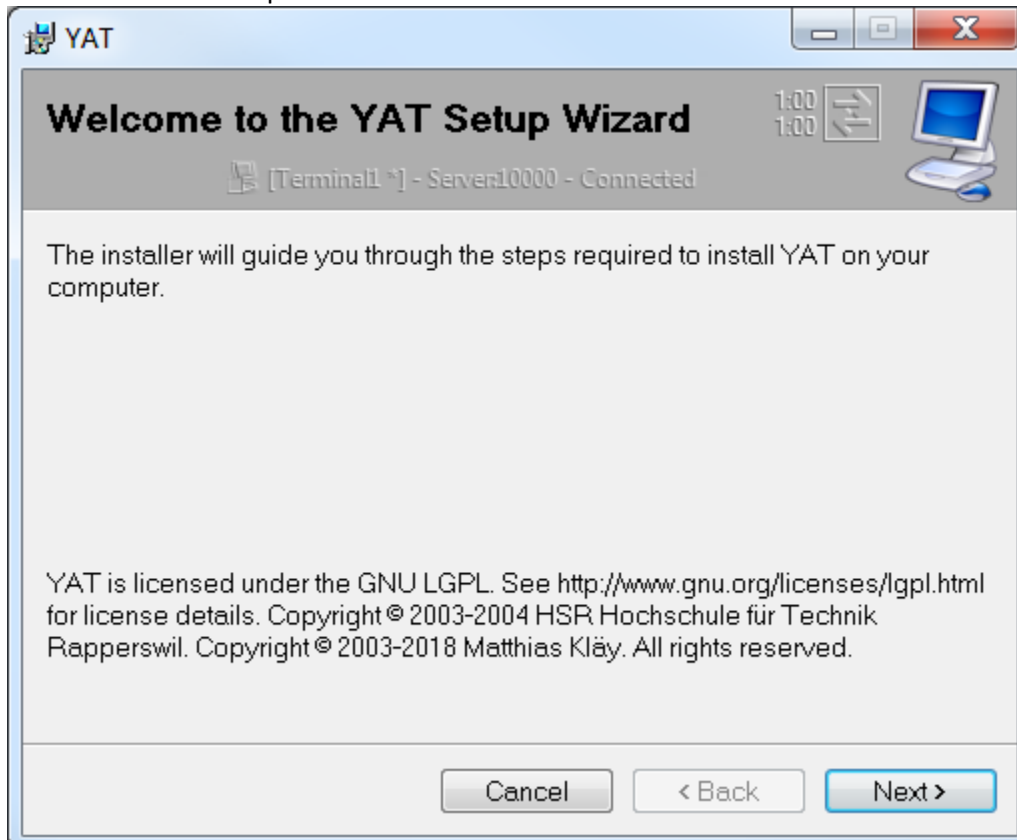 YAT
Welcome to the YAT Setup Wizard
1:00
1:00
[Terminal1 *] - Server:10000 - Connected
The installer will guide you through the steps required to install YAT on your
computer.
YAT is licensed under the GNU LGPL. See http://www.gnu.org/licenses/lgpl.html
for license details. Copyright © 2003-2004 HSR Hochschule für Technik
Rapperswil. Copyright © 2003-2018 Matthias Kläy. All rights reserved.
Cancel
< Back
Next >